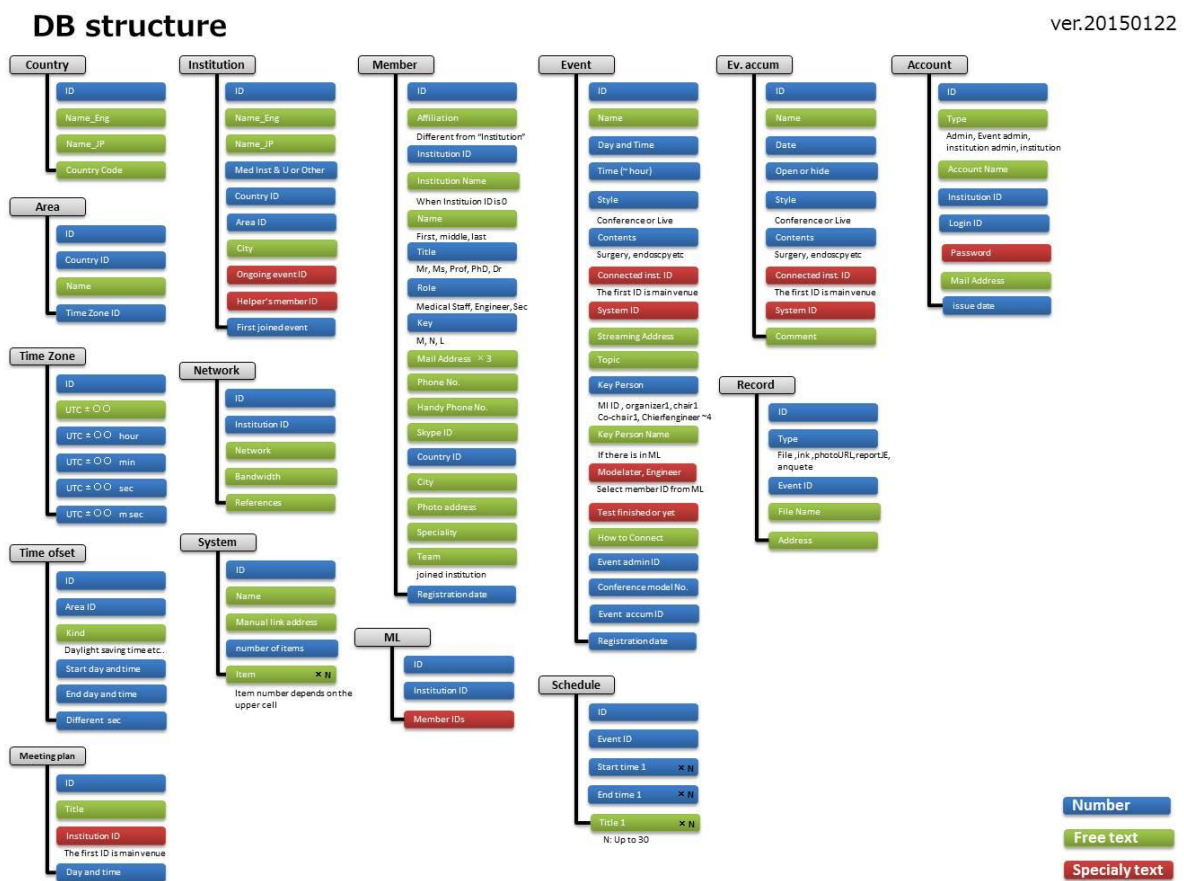 DB structure
ver.20150122
Country
ID
Name_Eng
Name_JP
Country Code
Area
ID
Country ID
Name
Time Zone ID
Time Zone
ID
UTC ± ○○
UTC ± ○○ hour
UTC ± ○○ min
UTC ± ○○ sec
UTC ± ○○ m sec
Time ofset
ID
Area ID
Kind
Daylight saving time etc..
Start day and time
End day and time
Different sec
Meeting plan
ID
Title
Institution ID
The first ID is main venue
Day and time
Institution
ID
Name_Eng
Name_JP
Med Inst & U or Other
Country ID
Area ID
City
Ongoing event ID
Helper's member ID
First joined event
Network
ID
Institution ID
Network
Bandwidth
References
System
ID
Name
Manual link address
number of items
Item × N
Item number depends on the
upper cell
Member
ID
Affiliation
Different from "Institution"
Institution ID
Institution Name
When Instituion ID is 0
Name
First, middle, last
Title
Mr, Ms, Prof, PhD, Dr
Role
Medical Staff, Engineer, Sec
Key
M, N, L
Mail Address × 3
Phone No.
Handy Phone No.
Skype ID
Country ID
City
Photo address
Speciality
Team
joined institution
Registration date
ML
ID
Institution ID
Member IDs
Event
ID
Name
Day and Time
Time (~ hour)
Style
Conference or Live
Contents
Surgery, endoscpy etc
Connected inst. ID
The first ID is main venue
System ID
Streaming Address
Topic
Key Person
MI ID , organizer1, chair1
Co-chair1, Chierfengineer ~4
Key Person Name
If there is in ML
Modelater, Engineer
Select member ID from ML
Test finished or yet
How to Connect
Event admin ID
Conference model No.
Event accum ID
Registration date
Schedule
ID
Event ID
Start time 1 × N
End time 1 × N
Title 1 × N
N: Up to 30
Ev. accum
ID
Name
Date
Open or hide
Style
Conference or Live
Contents
Surgery, endoscpy etc
Connected inst. ID
The first ID is main venue
System ID
Comment
Record
ID
Type
File ,ink ,photoURL,reportJE,
anquete
Event ID
File Name
Address
Account
ID
Type
Admin, Event admin,
institution admin, institution
Account Name
Institution ID
Login ID
Password
Mail Address
issue date
Number
Free text
Specialy text